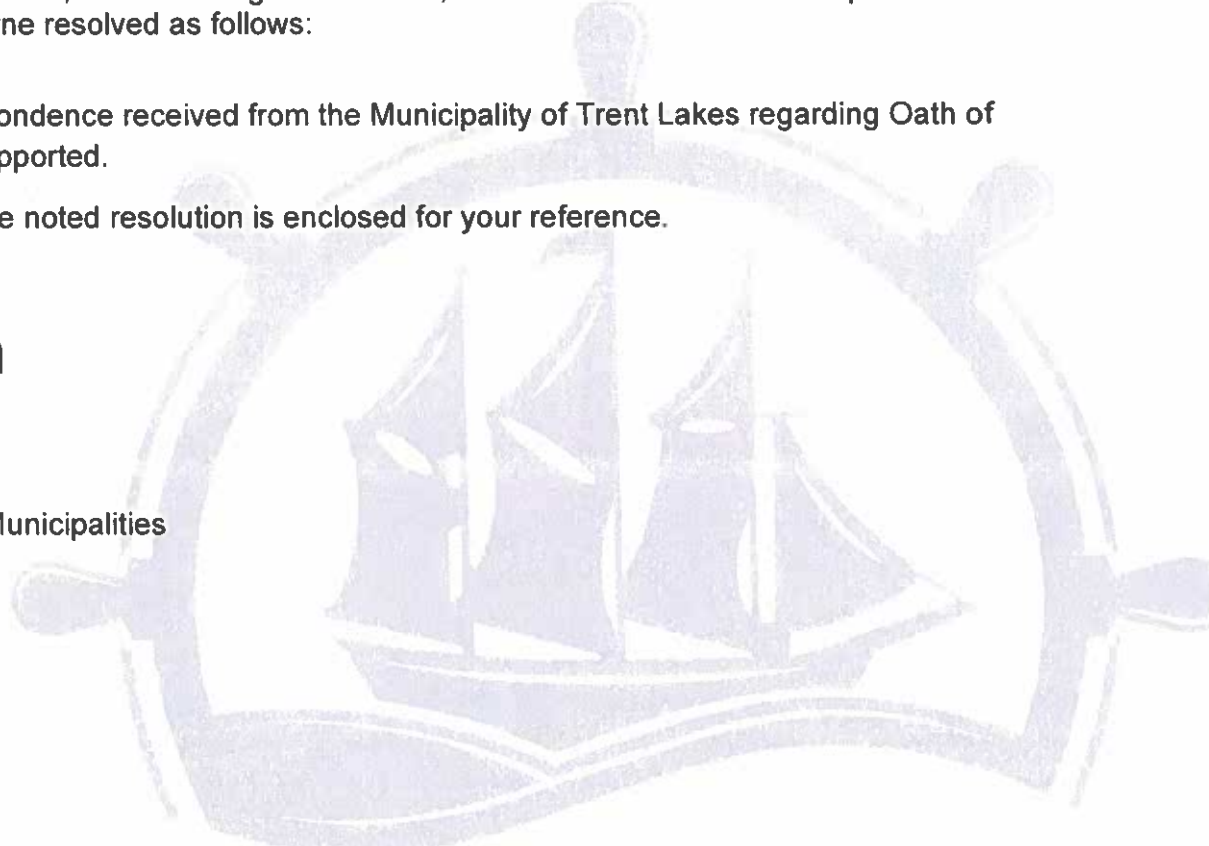 ne resolved as follows:
ondence received from the Municipality of Trent Lakes regarding Oath of
pported.
e noted resolution is enclosed for your reference.
Municipalities